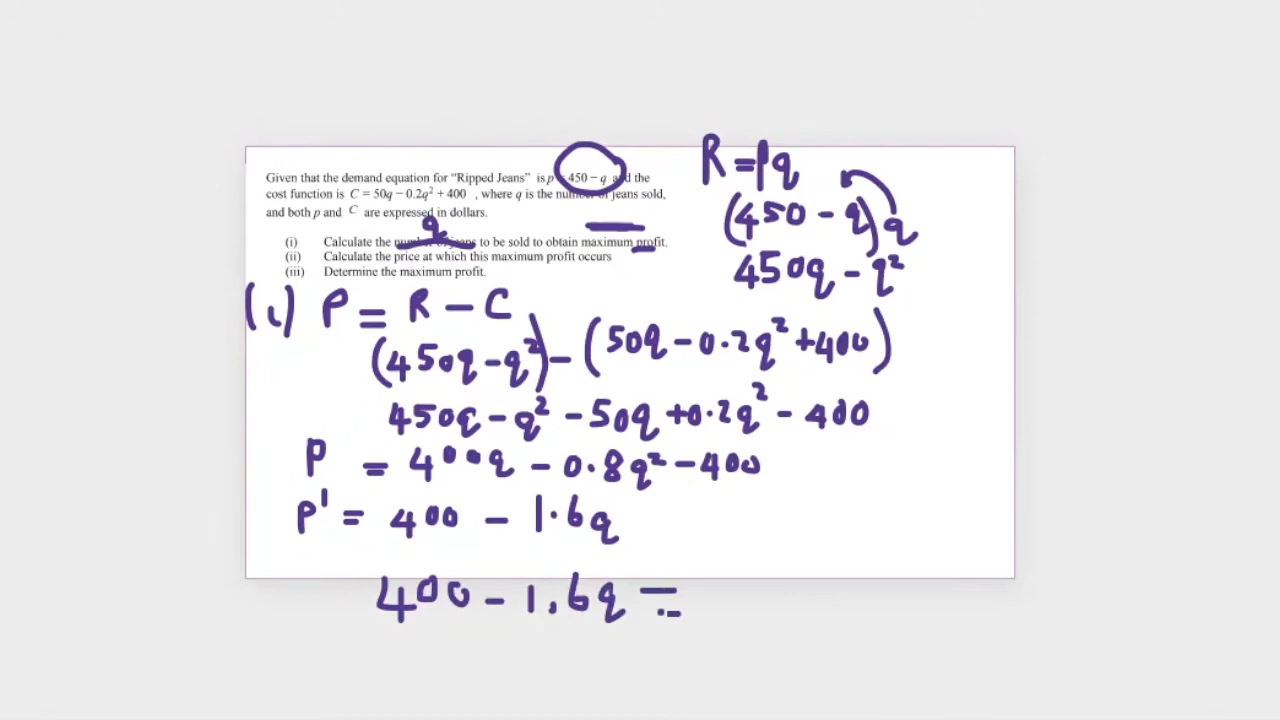 Given that the demand equation for "Ripped Jeans" is p = 450 − q and the
cost function is C = 50q − 0.2q² + 400 , where q is the number of jeans sold,
and both p and C are expressed in dollars.
q
(i) Calculate the number of jeans to be sold to obtain maximum profit.
(ii) Calculate the price at which this maximum profit occurs
(iii) Determine the maximum profit.
R = pq
(450 - q)q
450q - q²
(i) P = R - C
(450q - q²) - (50q - 0.2q² + 400)
450q - q² - 50q + 0.2q² - 400
P = 400q - 0.8q² - 400
P' = 400 - 1.6q
400 - 1.6q =